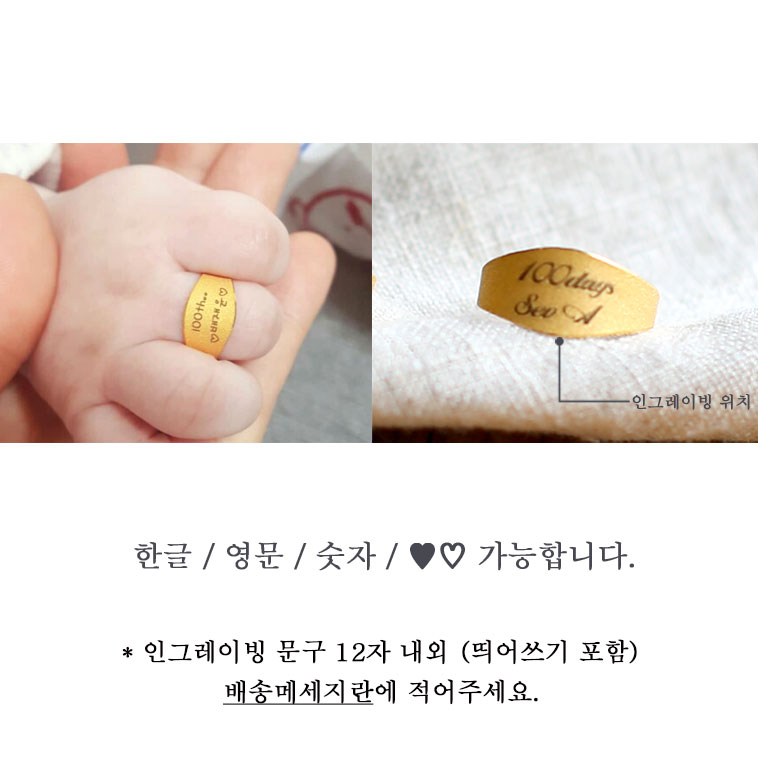 100th..
100days
Seo A
인그레이빙 위치
한글 / 영문 / 숫자 / ♥♡ 가능합니다.
* 인그레이빙 문구 12자 내외 (띄어쓰기 포함)
배송메세지란에 적어주세요.